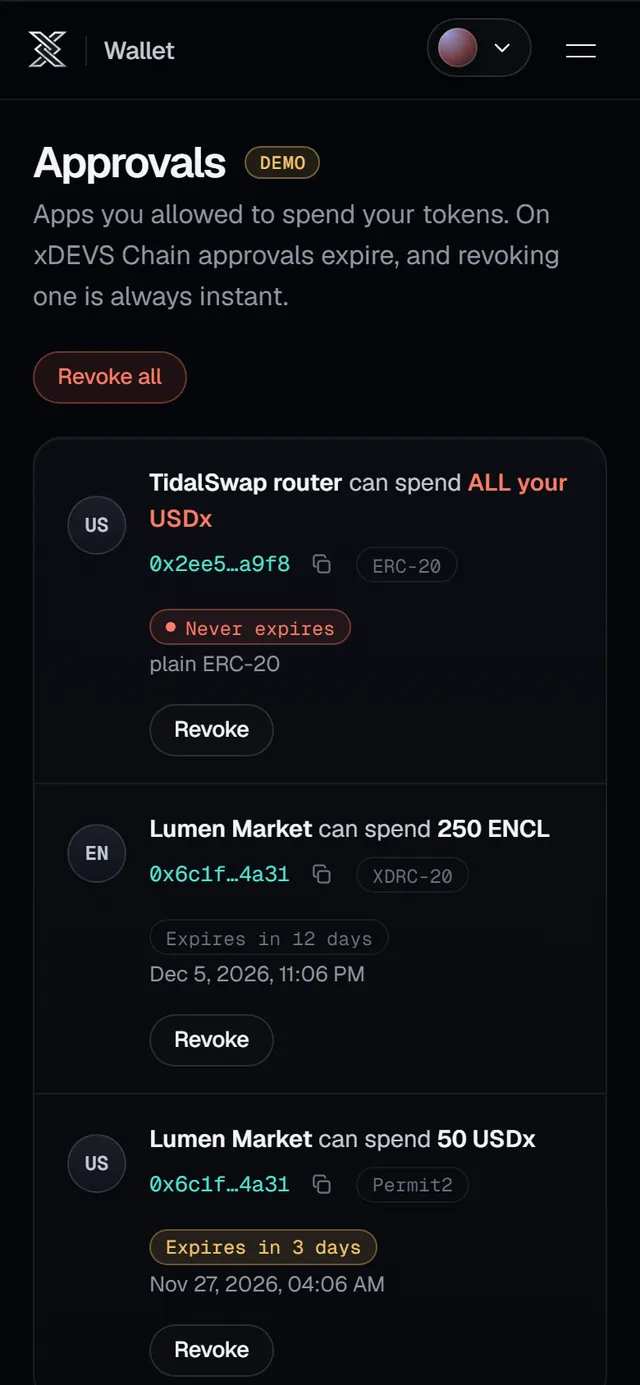 Wallet
Approvals DEMO
Apps you allowed to spend your tokens. On
xDEVS Chain approvals expire, and revoking
one is always instant.
Revoke all
US
TidalSwap router can spend ALL your
USDx
0x2ee5…a9f8 ERC-20
Never expires
plain ERC-20
Revoke
EN
Lumen Market can spend 250 ENCL
0x6c1f…4a31 XDRC-20
Expires in 12 days
Dec 5, 2026, 11:06 PM
Revoke
US
Lumen Market can spend 50 USDx
0x6c1f…4a31 Permit2
Expires in 3 days
Nov 27, 2026, 04:06 AM
Revoke